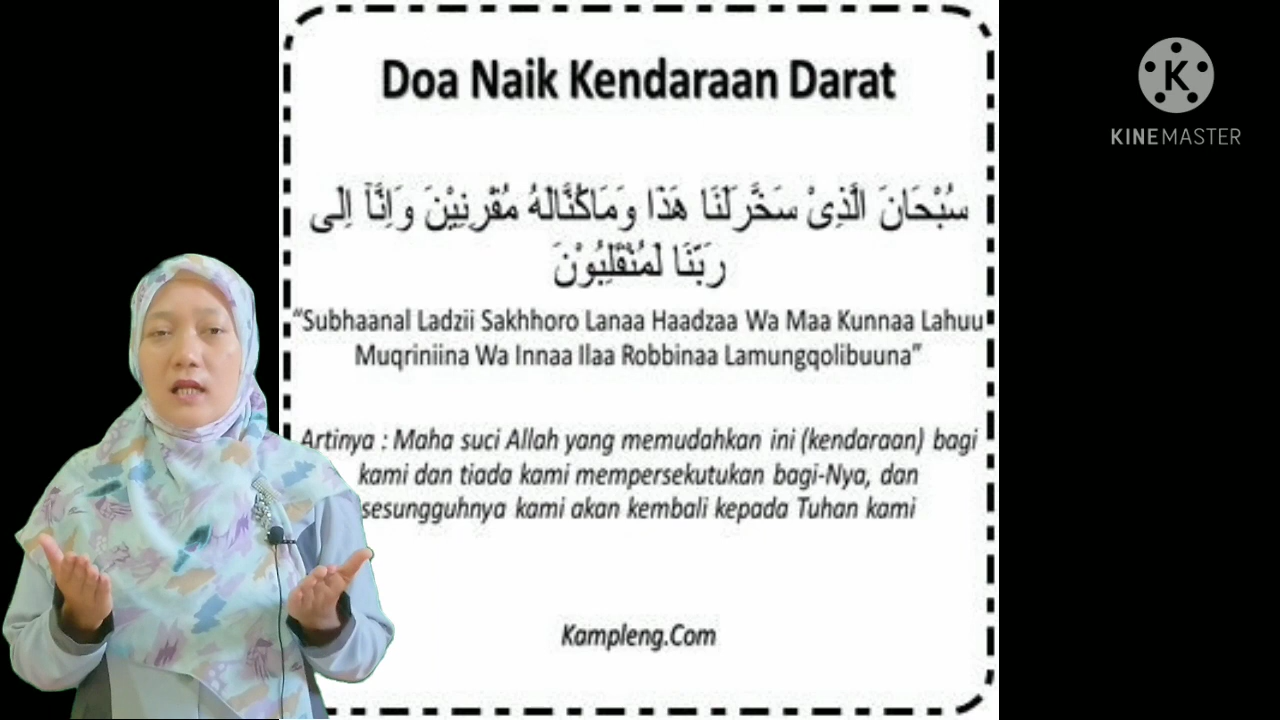 Doa Naik Kendaraan Darat
سُبْحَانَ الَّذِىْ سَخَّرَلَنَا هَذَا وَمَاكُنَّالَهُ مُقْرِنِيْنَ وَاِنَّآ اِلٰى
رَبِّنَا لَمُنْقَلِبُوْنَ
“Subhaanal Ladzii Sakhhoro Lanaa Haadzaa Wa Maa Kunnaa Lahuu
Muqriniina Wa Innaa Ilaa Robbinaa Lamungqolibuuna”
Artinya : Maha suci Allah yang memudahkan ini (kendaraan) bagi
kami dan tiada kami mempersekutukan bagi-Nya, dan
sesungguhnya kami akan kembali kepada Tuhan kami
Kampleng.Com
K
KINEMASTER